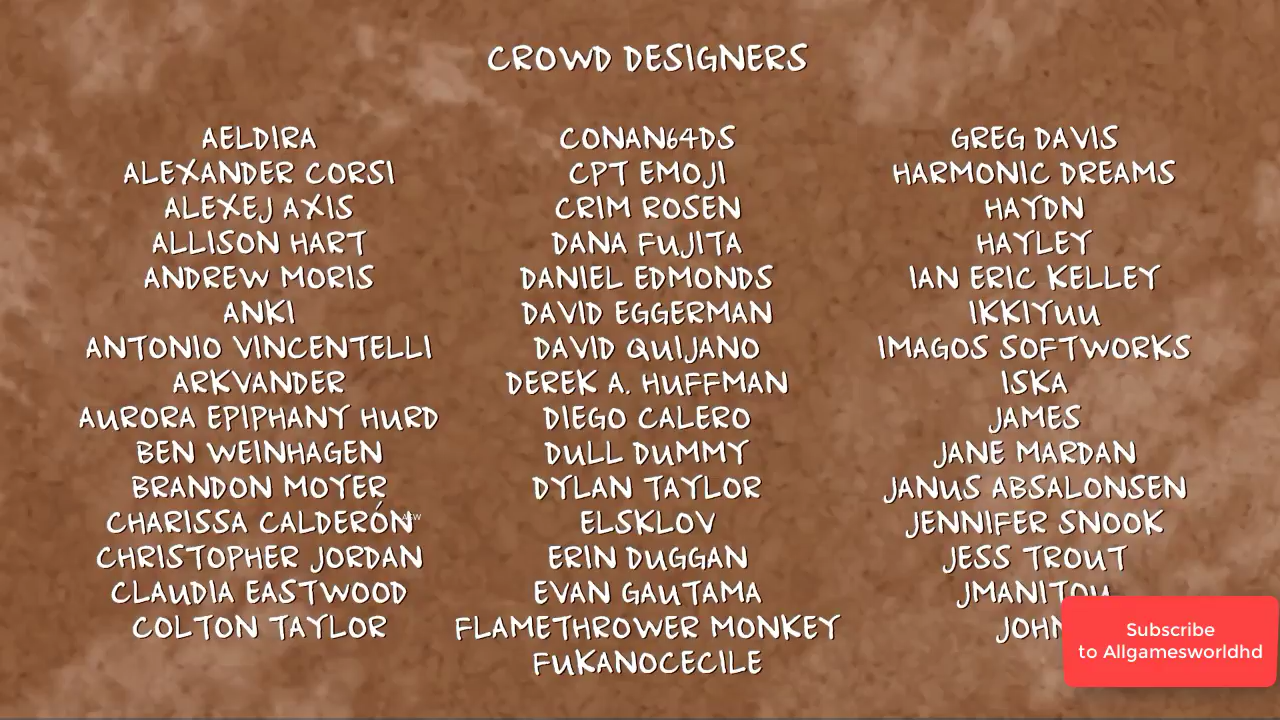 CROWD DESIGNERS
AELDIRA
ALEXANDER CORSI
ALEXEJ AXIS
ALLISON HART
ANDREW MORIS
ANKI
ANTONIO VINCENTELLI
ARKVANDER
AURORA EPIPHANY HURD
BEN WEINHAGEN
BRANDON MOYER
CHARISSA CALDERÓN
CHRISTOPHER JORDAN
CLAUDIA EASTWOOD
COLTON TAYLOR
CONAN64DS
CPT EMOJI
CRIM ROSEN
DANA FUJITA
DANIEL EDMONDS
DAVID EGGERMAN
DAVID QUIJANO
DEREK A. HUFFMAN
DIEGO CALERO
DULL DUMMY
DYLAN TAYLOR
ELSKLOV
ERIN DUGGAN
EVAN GAUTAMA
FLAMETHROWER MONKEY
FUKANOCECILE
GREG DAVIS
HARMONIC DREAMS
HAYDN
HAYLEY
IAN ERIC KELLEY
IKKIYUU
IMAGOS SOFTWORKS
ISKA
JAMES
JANE MARDAN
JANUS ABSALONSEN
JENNIFER SNOOK
JESS TROUT
JMANITOU
JOHN
Subscribe
to Allgamesworldhd